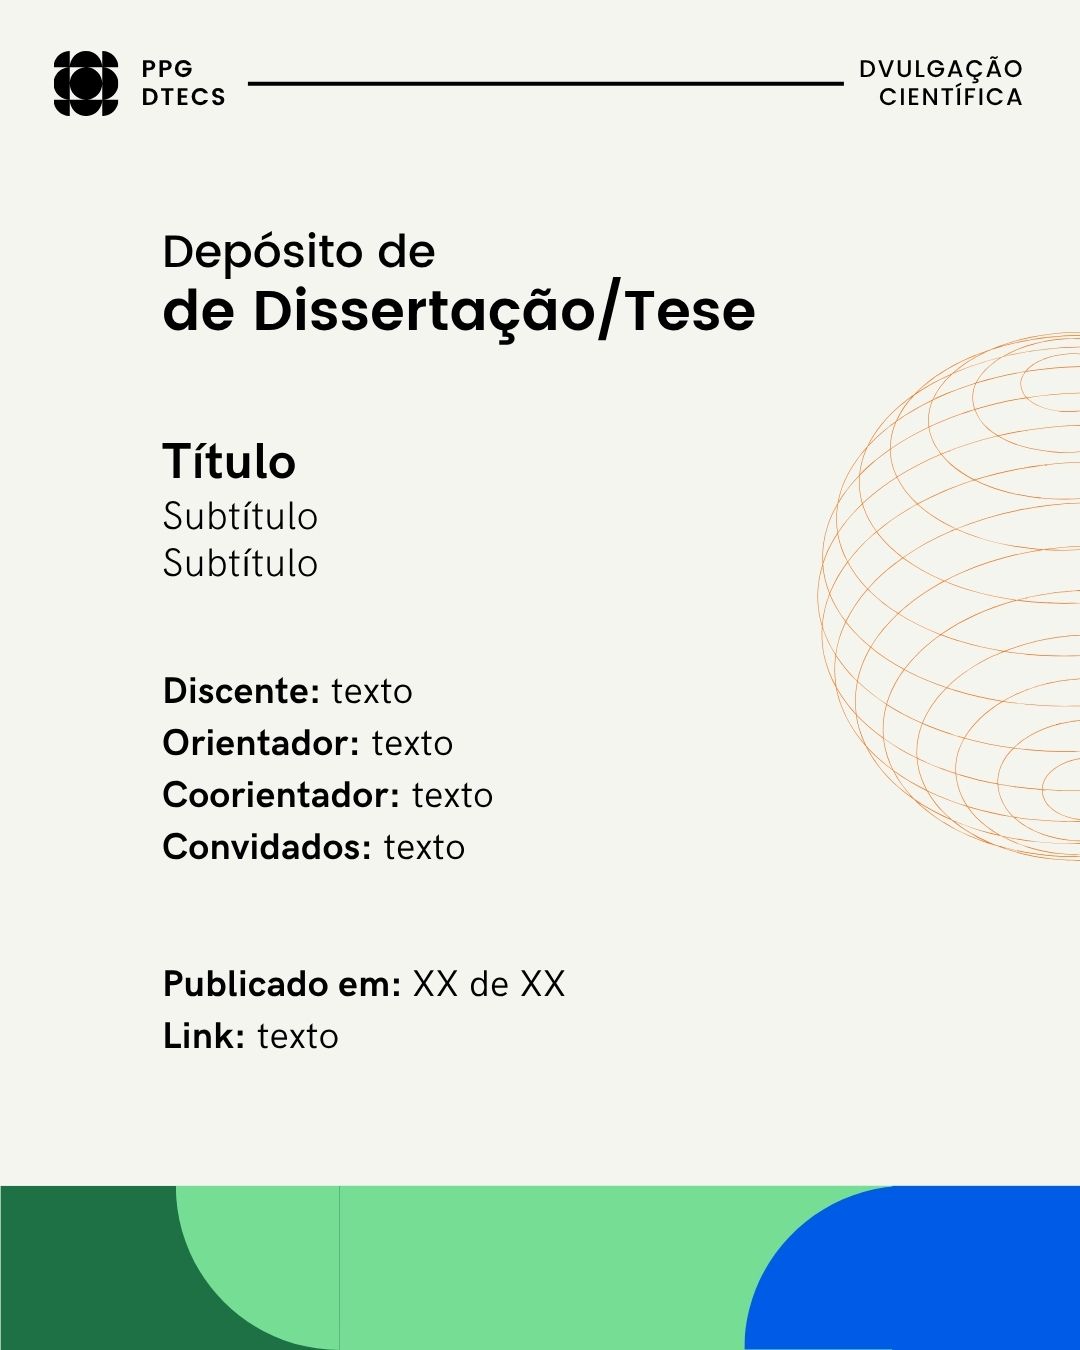 PPG
DTECS
DVULGAÇÃO
CIENTÍFICA
Depósito de
de Dissertação/Tese
Título
Subtítulo
Subtítulo
Discente: texto
Orientador: texto
Coorientador: texto
Convidados: texto
Publicado em: XX de XX
Link: texto